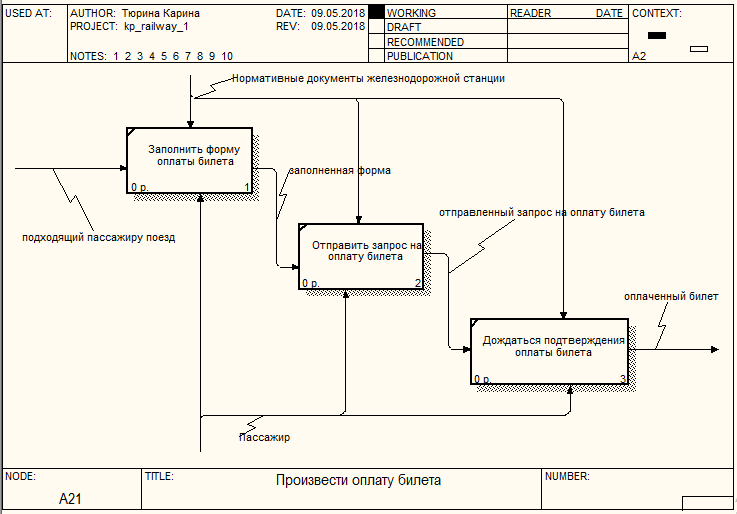 USED AT:
AUTHOR: Тюрина Карина
DATE: 09.05.2018
WORKING
READER
DATE
CONTEXT:
PROJECT: kp_railway_1
REV: 09.05.2018
DRAFT
RECOMMENDED
NOTES: 1 2 3 4 5 6 7 8 9 10
PUBLICATION
A2
Нормативные документы железнодорожной станции
Заполнить форму
оплаты билета
0 р.
1
заполненная форма
подходящий пассажиру поезд
отправленный запрос на оплату билета
Отправить запрос на
оплату билета
0 р.
2
оплаченный билет
Дождаться подтверждения
оплаты билета
0 р.
3
Пассажир
NODE:
TITLE:
NUMBER:
A21
Произвести оплату билета